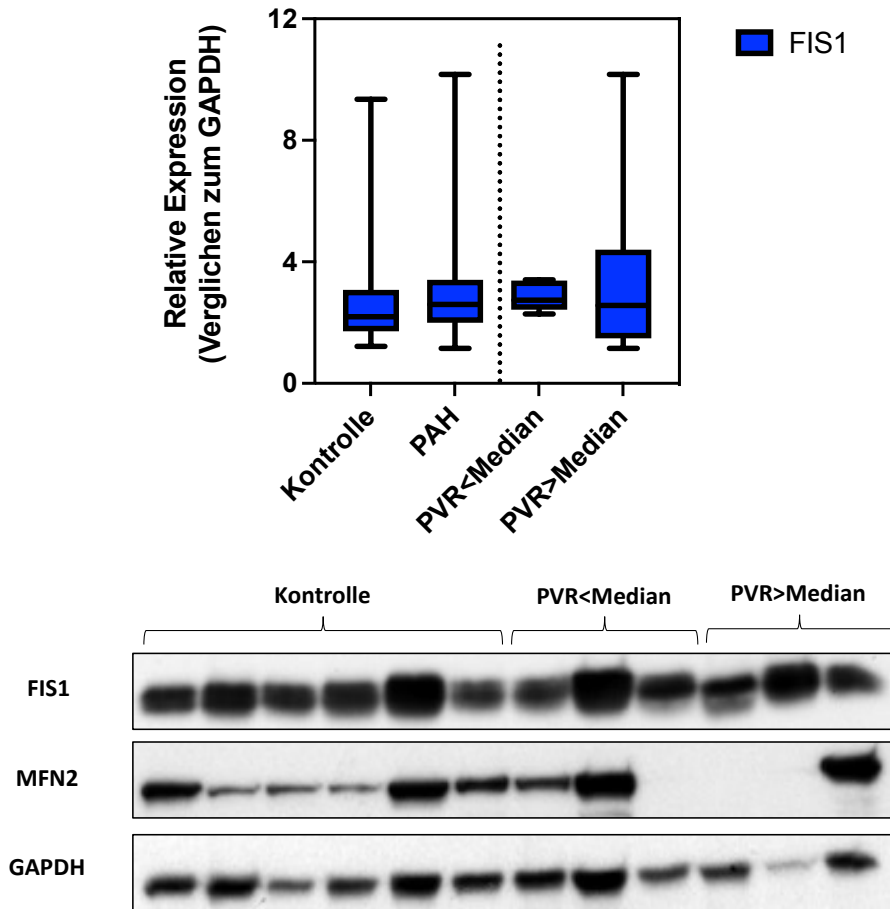 12
FIS1
8
4
0
Relative Expression
(Verglichen zum GAPDH)
Kontrolle
PAH
PVR<Median
PVR>Median
Kontrolle
PVR<Median
PVR>Median
FIS1
MFN2
GAPDH